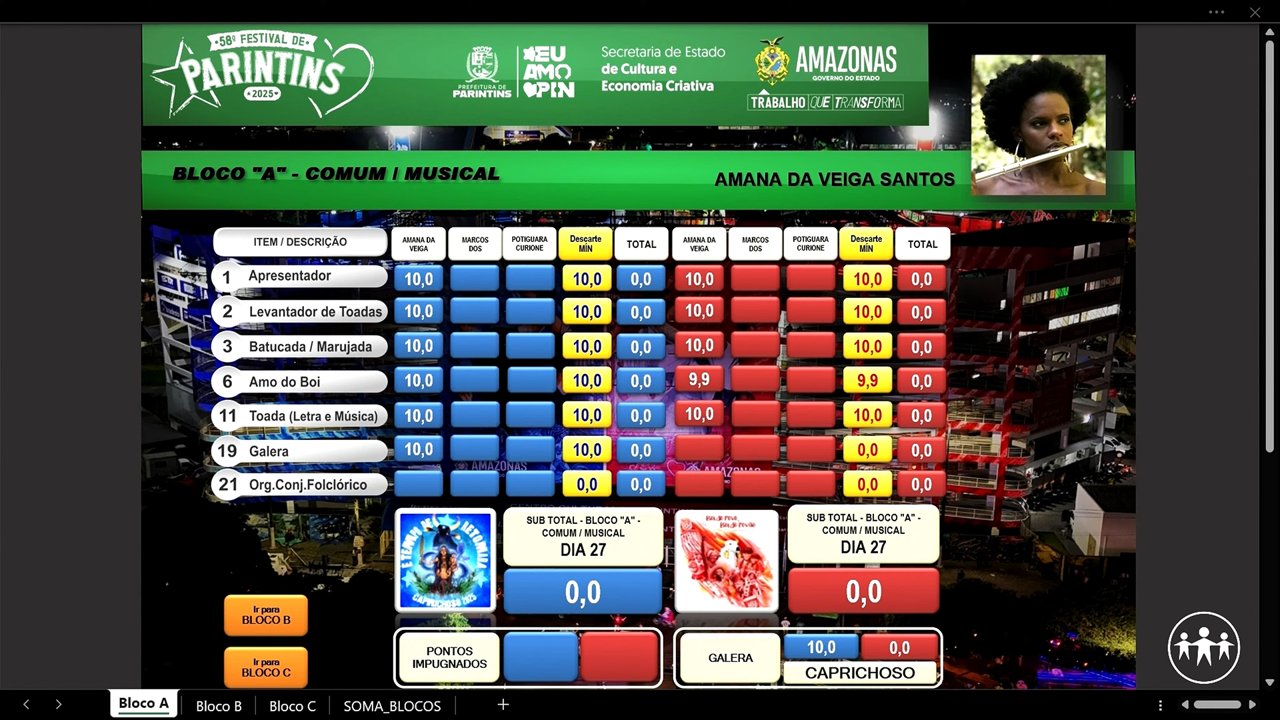 58º FESTIVAL DE
PARINTINS
2025
PREFEITURA DE
PARINTINS
#EU
AMO
PIN
Secretaria de Estado
de Cultura e
Economia Criativa
AMAZONAS
GOVERNO DO ESTADO
TRABALHO QUE TRANSFORMA
BLOCO "A" - COMUM / MUSICAL
AMANA DA VEIGA SANTOS
ITEM / DESCRIÇÃO AMANA DA VEIGA MARCOS DOS POTIGUARA CURIONE Descarte MÍN TOTAL AMANA DA VEIGA MARCOS DOS POTIGUARA CURIONE Descarte MÍN TOTAL
1 Apresentador 10,0 10,0 0,0 10,0 10,0 0,0
2 Levantador de Toadas 10,0 10,0 0,0 10,0 10,0 0,0
3 Batucada / Marujada 10,0 10,0 0,0 10,0 10,0 0,0
6 Amo do Boi 10,0 10,0 0,0 9,9 9,9 0,0
11 Toada (Letra e Música) 10,0 10,0 0,0 10,0 10,0 0,0
19 Galera 10,0 10,0 0,0 0,0 0,0
21 Org.Conj.Folclórico 0,0 0,0 0,0 0,0
AMAZONAS
AMAZONAS
CAPRICHOSO 2025
SUB TOTAL - BLOCO "A" -
COMUM / MUSICAL
DIA 27
0,0
SUB TOTAL - BLOCO "A" -
COMUM / MUSICAL
DIA 27
0,0
Ir para
BLOCO B
Ir para
BLOCO C
PONTOS
IMPUGNADOS
GALERA
10,0 0,0
CAPRICHOSO
Bloco A Bloco B Bloco C SOMA_BLOCOS +